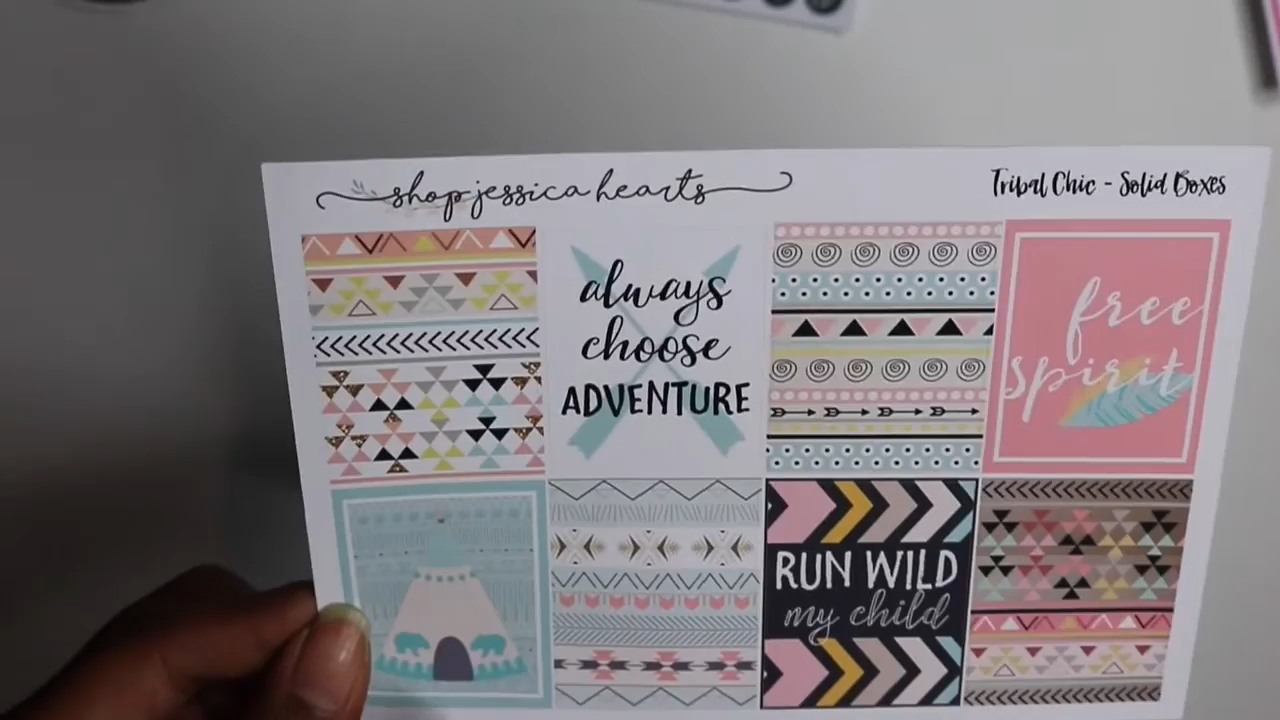 shop jessica hearts
Tribal Chic - Solid Boxes
always
choose
ADVENTURE
free
spirit
RUN WILD
my child